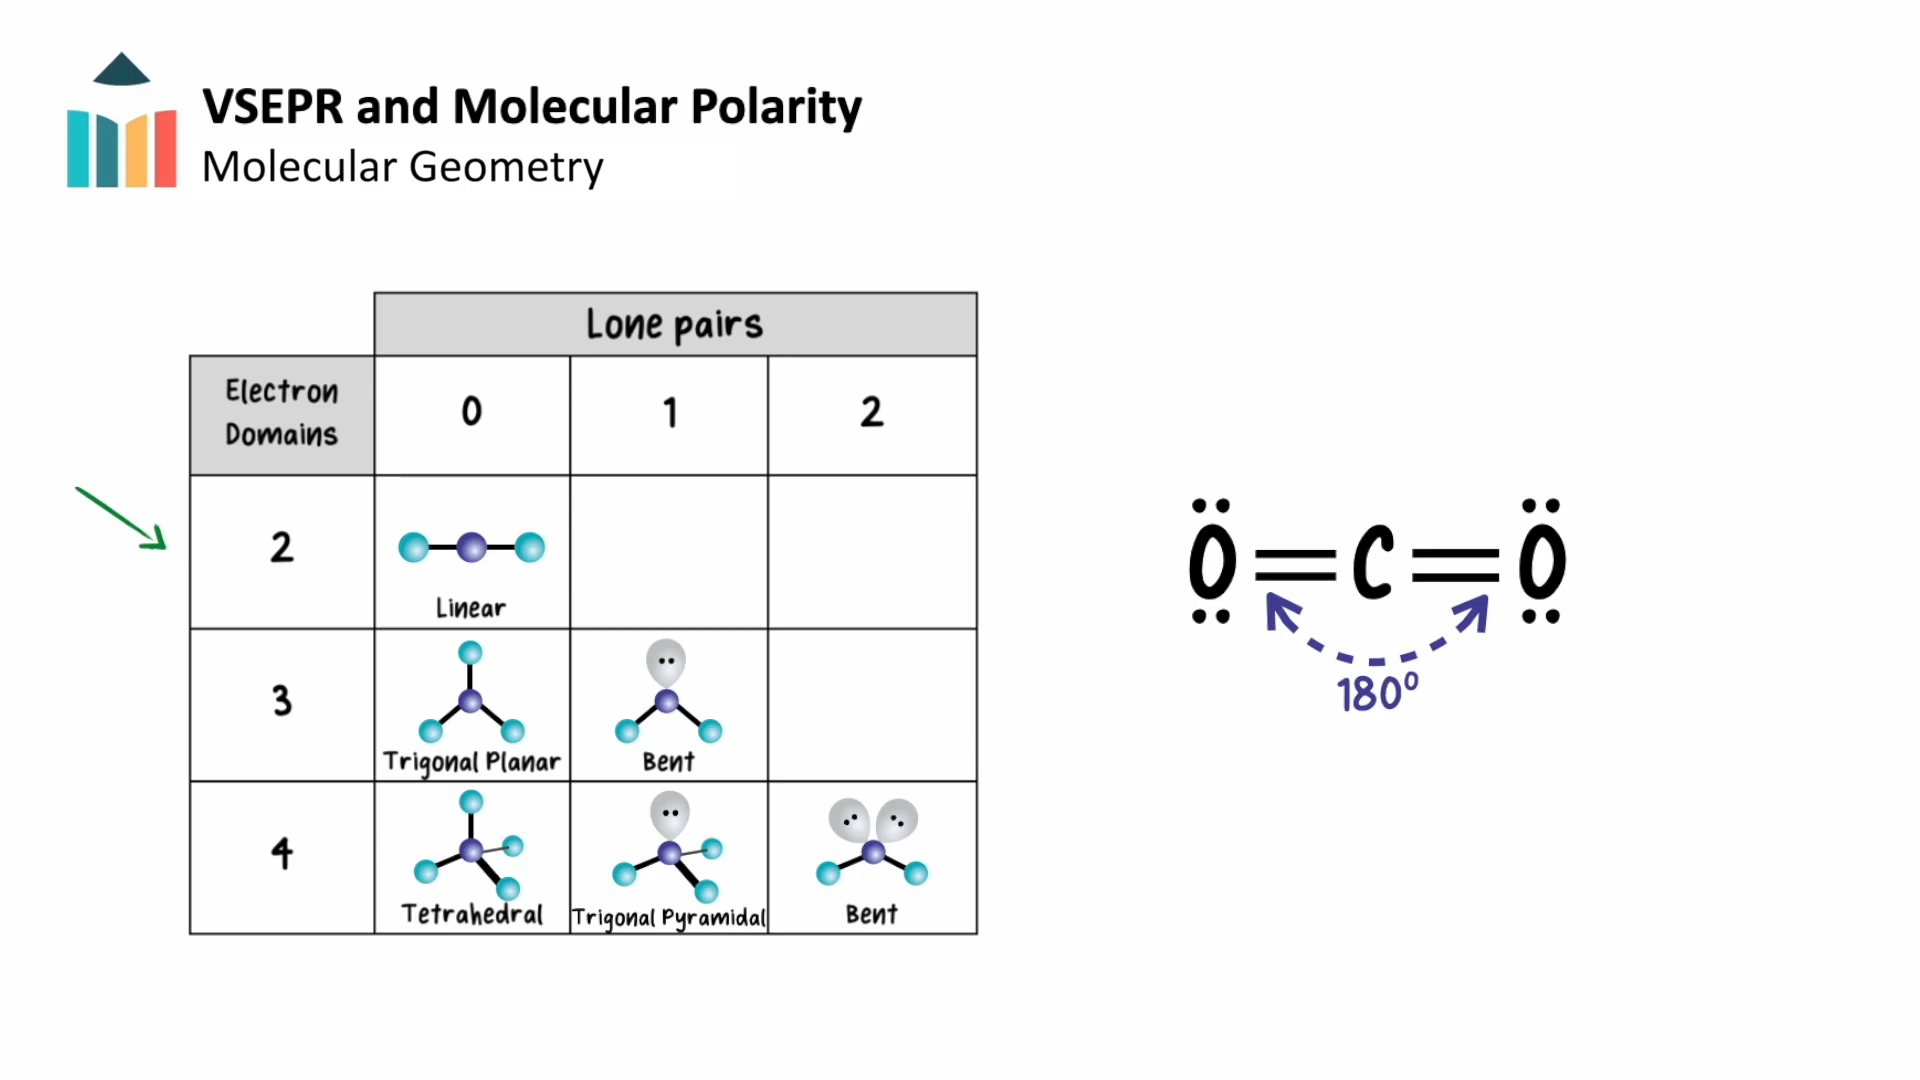 VSEPR and Molecular Polarity
Molecular Geometry
Lone pairs
Electron
Domains
0
1
2
2
Linear
3
Trigonal Planar
Bent
4
Tetrahedral
Trigonal Pyramidal
Bent
O=C=O
180⁰